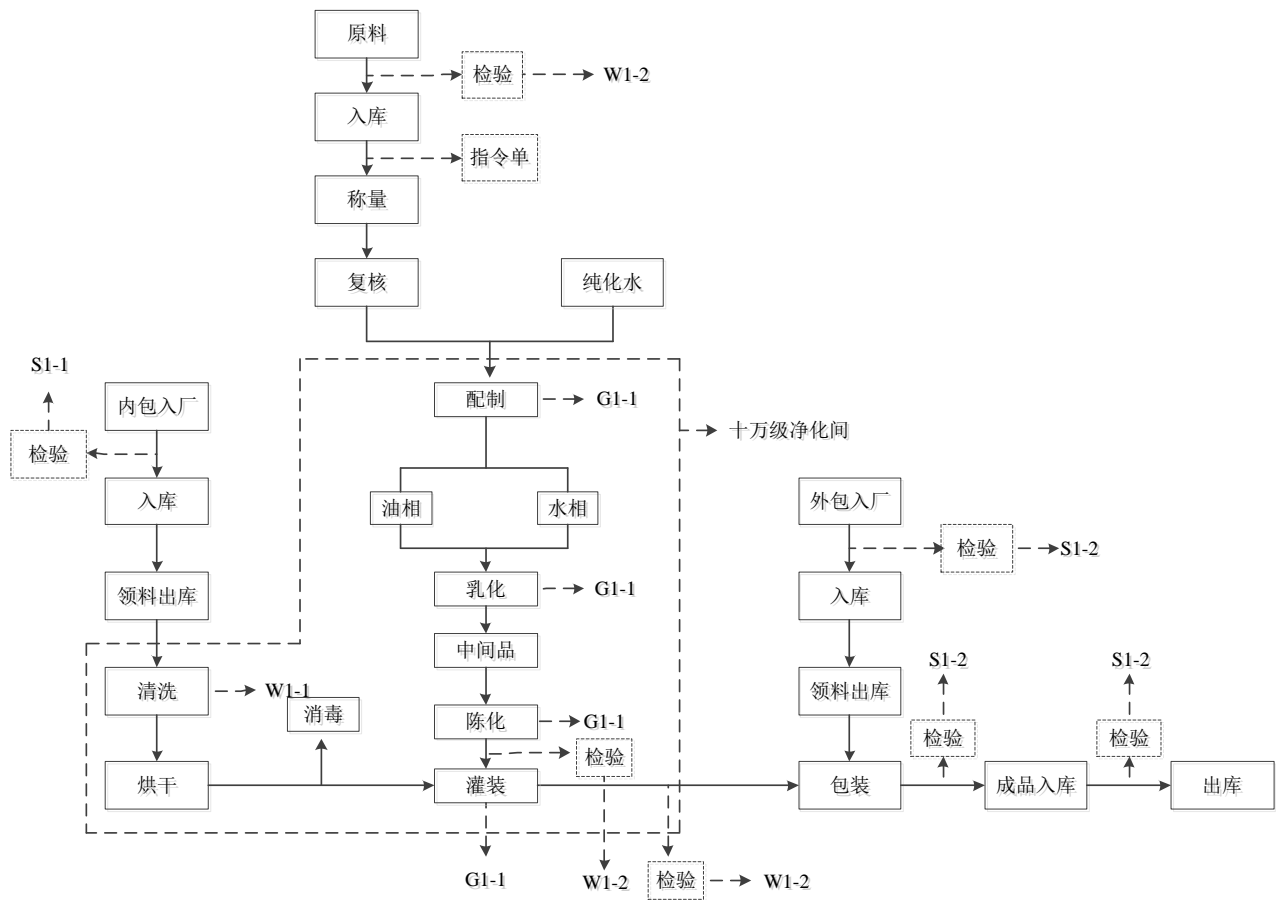 原料
检验
W1-2
入库
指令单
称量
复核
纯化水
S1-1
内包入厂
配制
G1-1
十万级净化间
检验
入库
油相
水相
外包入厂
检验
S1-2
领料出库
乳化
G1-1
入库
中间品
清洗
W1-1
消毒
陈化
G1-1
领料出库
S1-2
S1-2
检验
检验
检验
烘干
灌装
包装
成品入库
出库
G1-1
W1-2
检验
W1-2